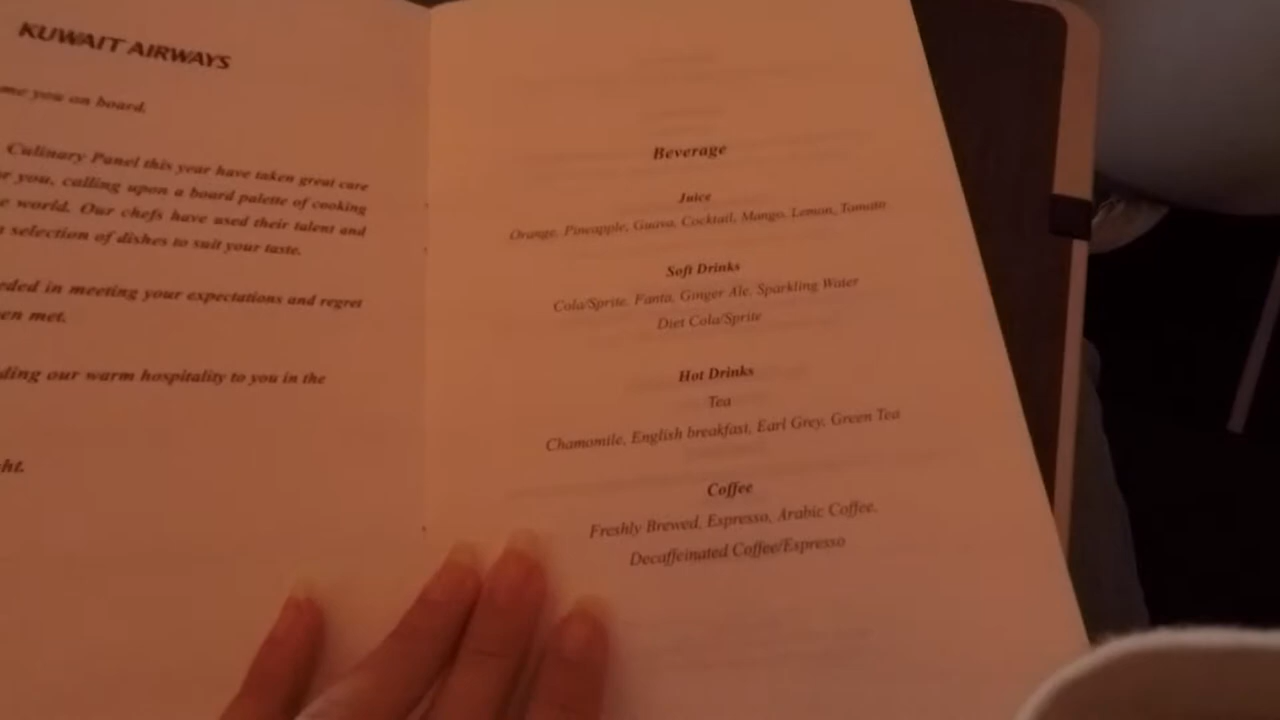 KUWAIT AIRWAYS
me you on board.
Culinary Panel this year have taken great care
r you, calling upon a board palette of cooking
e world. Our chefs have used their talent and
selection of dishes to suit your taste.
ded in meeting your expectations and regret
en met.
ding our warm hospitality to you in the
ht.
Beverage
Juice
Orange, Pineapple, Guava, Cocktail, Mango, Lemon, Tomato
Soft Drinks
Cola/Sprite, Fanta, Ginger Ale, Sparkling Water
Diet Cola/Sprite
Hot Drinks
Tea
Chamomile, English breakfast, Earl Grey, Green Tea
Coffee
Freshly Brewed, Espresso, Arabic Coffee,
Decaffeinated Coffee/Espresso